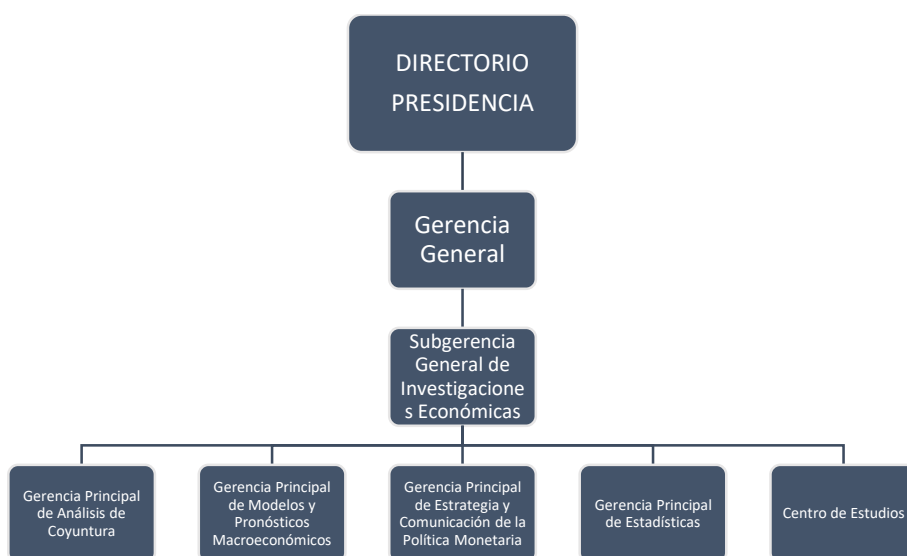 DIRECTORIO
PRESIDENCIA
Gerencia
General
Subgerencia
General de
Investigacione
s Económicas
Gerencia Principal
de Análisis de
Coyuntura
Gerencia Principal
de Modelos y
Pronósticos
Macroeconómicos
Gerencia Principal
de Estrategia y
Comunicación de la
Política Monetaria
Gerencia Principal
de Estadísticas
Centro de Estudios